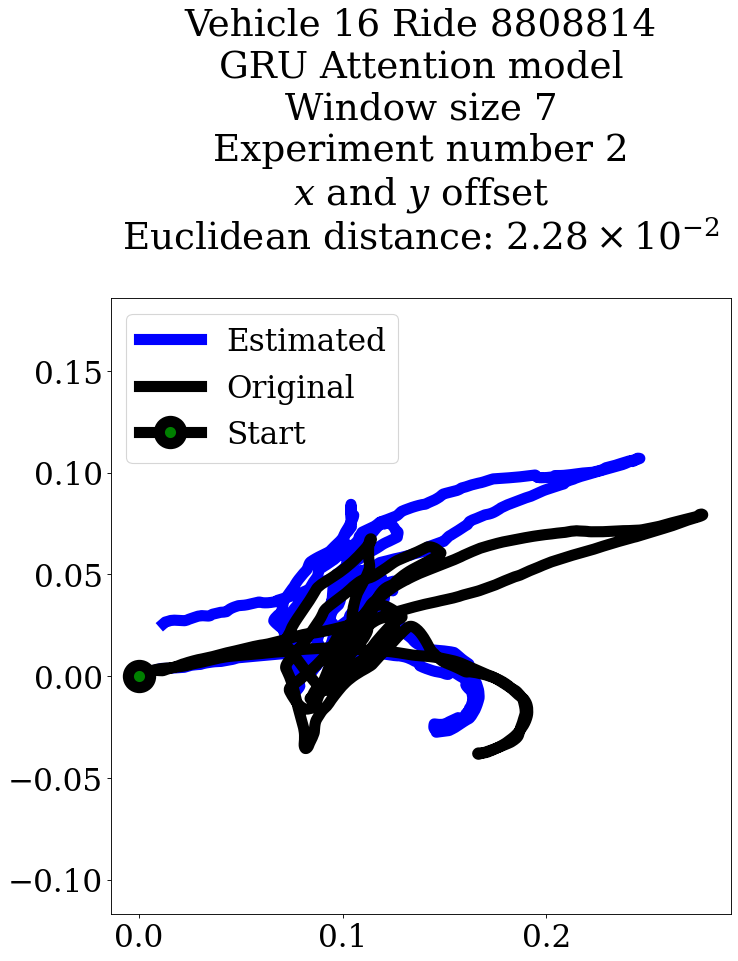 Vehicle 16 Ride 8808814
GRU Attention model
Window size 7
Experiment number 2
x and y offset
Euclidean distance: 2.28 × 10⁻²
Estimated
Original
Start
0.15
0.10
0.05
0.00
−0.05
−0.10
0.0 0.1 0.2